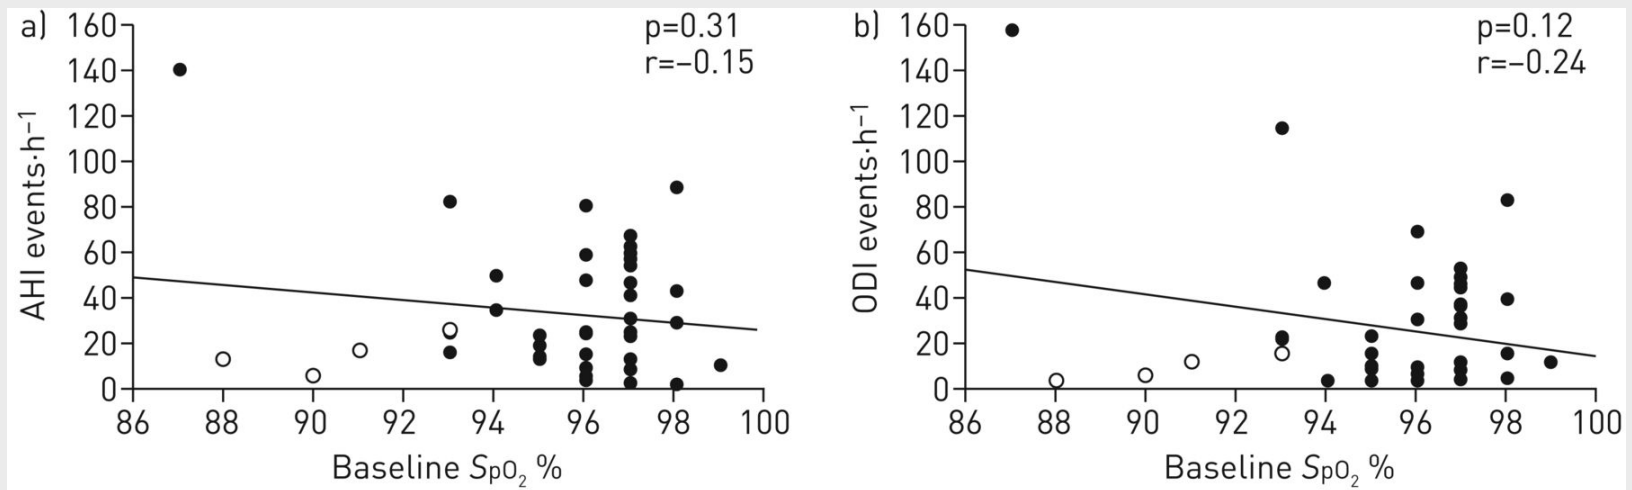 a)
p=0.31
r=−0.15
AHI events·h⁻¹
160
140
120
100
80
60
40
20
0
86 88 90 92 94 96 98 100
Baseline SpO₂ %
b)
p=0.12
r=−0.24
ODI events·h⁻¹
160
140
120
100
80
60
40
20
0
86 88 90 92 94 96 98 100
Baseline SpO₂ %